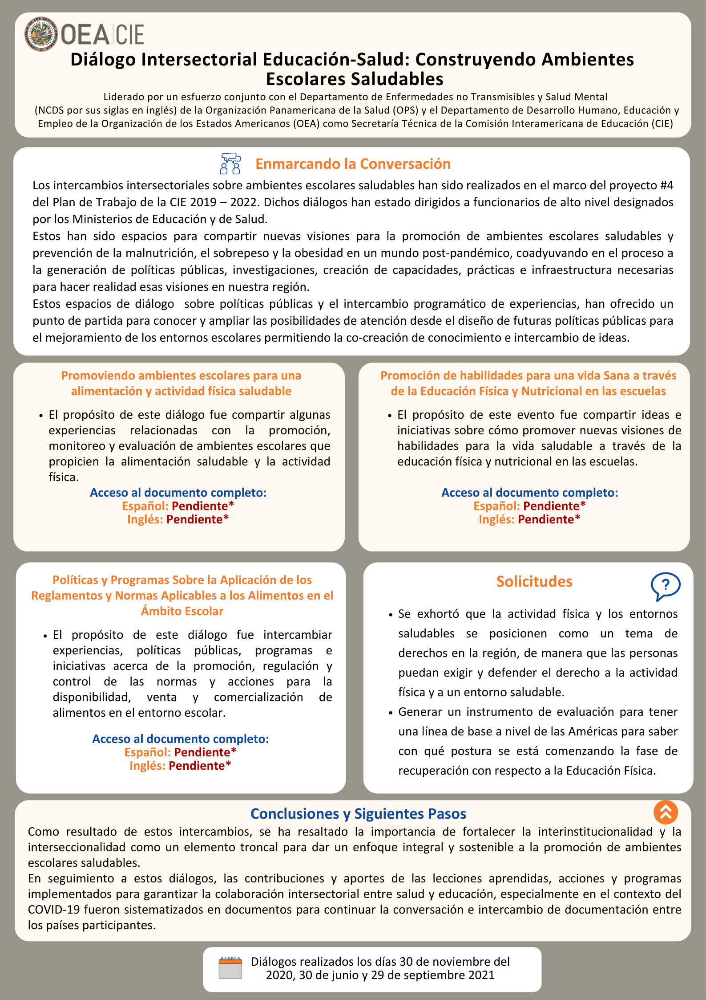 OEA CIE
Diálogo Intersectorial Educación-Salud: Construyendo Ambientes
Escolares Saludables
Liderado por un esfuerzo conjunto con el Departamento de Enfermedades no Transmisibles y Salud Mental
(NCDS por sus siglas en inglés) de la Organización Panamericana de la Salud (OPS) y el Departamento de Desarrollo Humano, Educación y
Empleo de la Organización de los Estados Americanos (OEA) como Secretaría Técnica de la Comisión Interamericana de Educación (CIE)
Enmarcando la Conversación
Los intercambios intersectoriales sobre ambientes escolares saludables han sido realizados en el marco del proyecto #4
del Plan de Trabajo de la CIE 2019 – 2022. Dichos diálogos han estado dirigidos a funcionarios de alto nivel designados
por los Ministerios de Educación y de Salud.
Estos han sido espacios para compartir nuevas visiones para la promoción de ambientes escolares saludables y
prevención de la malnutrición, el sobrepeso y la obesidad en un mundo post-pandémico, coadyuvando en el proceso a
la generación de políticas públicas, investigaciones, creación de capacidades, prácticas e infraestructura necesarias
para hacer realidad esas visiones en nuestra región.
Estos espacios de diálogo sobre políticas públicas y el intercambio programático de experiencias, han ofrecido un
punto de partida para conocer y ampliar las posibilidades de atención desde el diseño de futuras políticas públicas para
el mejoramiento de los entornos escolares permitiendo la co-creación de conocimiento e intercambio de ideas.
Promoviendo ambientes escolares para una
alimentación y actividad física saludable
• El propósito de este diálogo fue compartir algunas
experiencias relacionadas con la promoción,
monitoreo y evaluación de ambientes escolares que
propicien la alimentación saludable y la actividad
física.
Acceso al documento completo:
Español: Pendiente*
Inglés: Pendiente*
Promoción de habilidades para una vida Sana a través
de la Educación Física y Nutricional en las escuelas
• El propósito de este evento fue compartir ideas e
iniciativas sobre cómo promover nuevas visiones de
habilidades para la vida saludable a través de la
educación física y nutricional en las escuelas.
Acceso al documento completo:
Español: Pendiente*
Inglés: Pendiente*
Políticas y Programas Sobre la Aplicación de los
Reglamentos y Normas Aplicables a los Alimentos en el
Ámbito Escolar
• El propósito de este diálogo fue intercambiar
experiencias, políticas públicas, programas e
iniciativas acerca de la promoción, regulación y
control de las normas y acciones para la
disponibilidad, venta y comercialización de
alimentos en el entorno escolar.
Acceso al documento completo:
Español: Pendiente*
Inglés: Pendiente*
Solicitudes
?
• Se exhortó que la actividad física y los entornos
saludables se posicionen como un tema de
derechos en la región, de manera que las personas
puedan exigir y defender el derecho a la actividad
física y a un entorno saludable.
• Generar un instrumento de evaluación para tener
una línea de base a nivel de las Américas para saber
con qué postura se está comenzando la fase de
recuperación con respecto a la Educación Física.
Conclusiones y Siguientes Pasos
Como resultado de estos intercambios, se ha resaltado la importancia de fortalecer la interinstitucionalidad y la
interseccionalidad como un elemento troncal para dar un enfoque integral y sostenible a la promoción de ambientes
escolares saludables.
En seguimiento a estos diálogos, las contribuciones y aportes de las lecciones aprendidas, acciones y programas
implementados para garantizar la colaboración intersectorial entre salud y educación, especialmente en el contexto del
COVID-19 fueron sistematizados en documentos para continuar la conversación e intercambio de documentación entre
los países participantes.
Diálogos realizados los días 30 de noviembre del
2020, 30 de junio y 29 de septiembre 2021